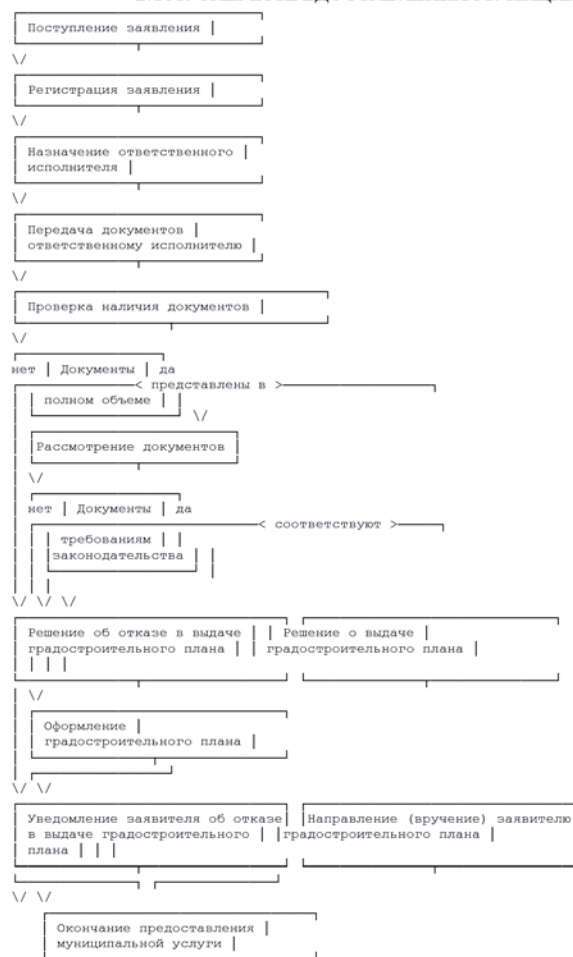 Поступление заявления
\/
Регистрация заявления
\/
Назначение ответственного
исполнителя
\/
Передача документов
ответственному исполнителю
\/
Проверка наличия документов
\/
нет Документы да
< представлены в >
полном объеме
\/
Рассмотрение документов
\/
нет Документы да
< соответствуют >
требованиям
законодательства
\/ \/ \/
Решение об отказе в выдаче Решение о выдаче
градостроительного плана градостроительного плана
\/
Оформление
градостроительного плана
\/ \/
Уведомление заявителя об отказе Направление (вручение) заявителю
в выдаче градостроительного градостроительного плана
плана
\/ \/
Окончание предоставления
муниципальной услуги